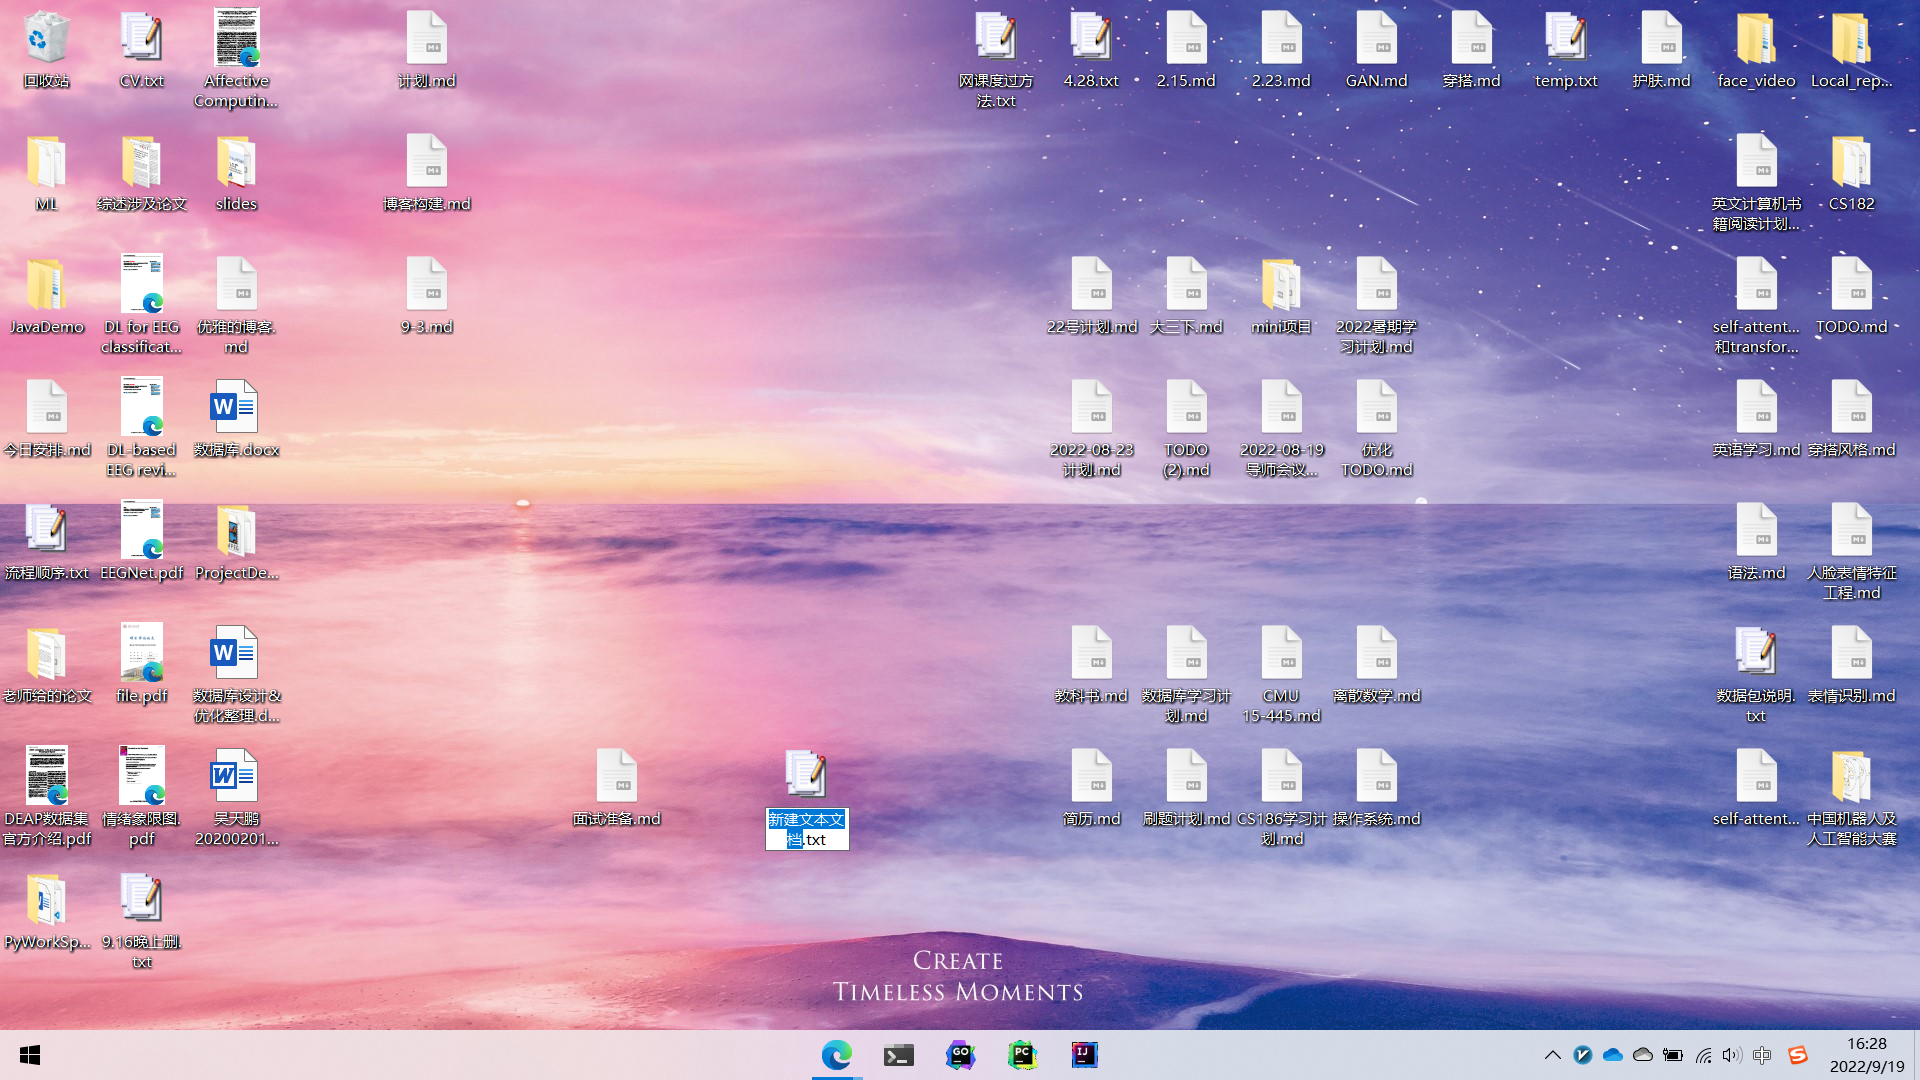 回收站
CV.txt
Affective
Computin...
计划.md
网课度过方
法.txt
4.28.txt
2.15.md
2.23.md
GAN.md
穿搭.md
temp.txt
护肤.md
face_video
Local_rep...
ML
综述涉及论文
slides
博客构建.md
英文计算机书
籍阅读计划...
CS182
JavaDemo
DL for EEG
classificat...
优雅的博客.
md
9-3.md
22号计划.md
大三下.md
mini项目
2022暑期学
习计划.md
self-attent...
和transfor...
TODO.md
今日安排.md
DL-based
EEG revi...
数据库.docx
2022-08-23
计划.md
TODO
(2).md
2022-08-19
导师会议...
优化
TODO.md
英语学习.md
穿搭风格.md
流程顺序.txt
EEGNet.pdf
ProjectDe...
语法.md
人脸表情特征
工程.md
老师给的论文
file.pdf
数据库设计&
优化整理.d...
教科书.md
数据库学习计
划.md
CMU
15-445.md
离散数学.md
数据包说明.
txt
表情识别.md
DEAP数据集
官方介绍.pdf
情绪象限图.
pdf
吴天鹏
20200201...
面试准备.md
新建文本文
档.txt
简历.md
刷题计划.md
CS186学习计
划.md
操作系统.md
self-attent...
中国机器人及
人工智能大赛
PyWorkSp...
9.16晚上删.
txt
CREATE
TIMELESS MOMENTS
GO
PC
IJ
中
16:28
2022/9/19